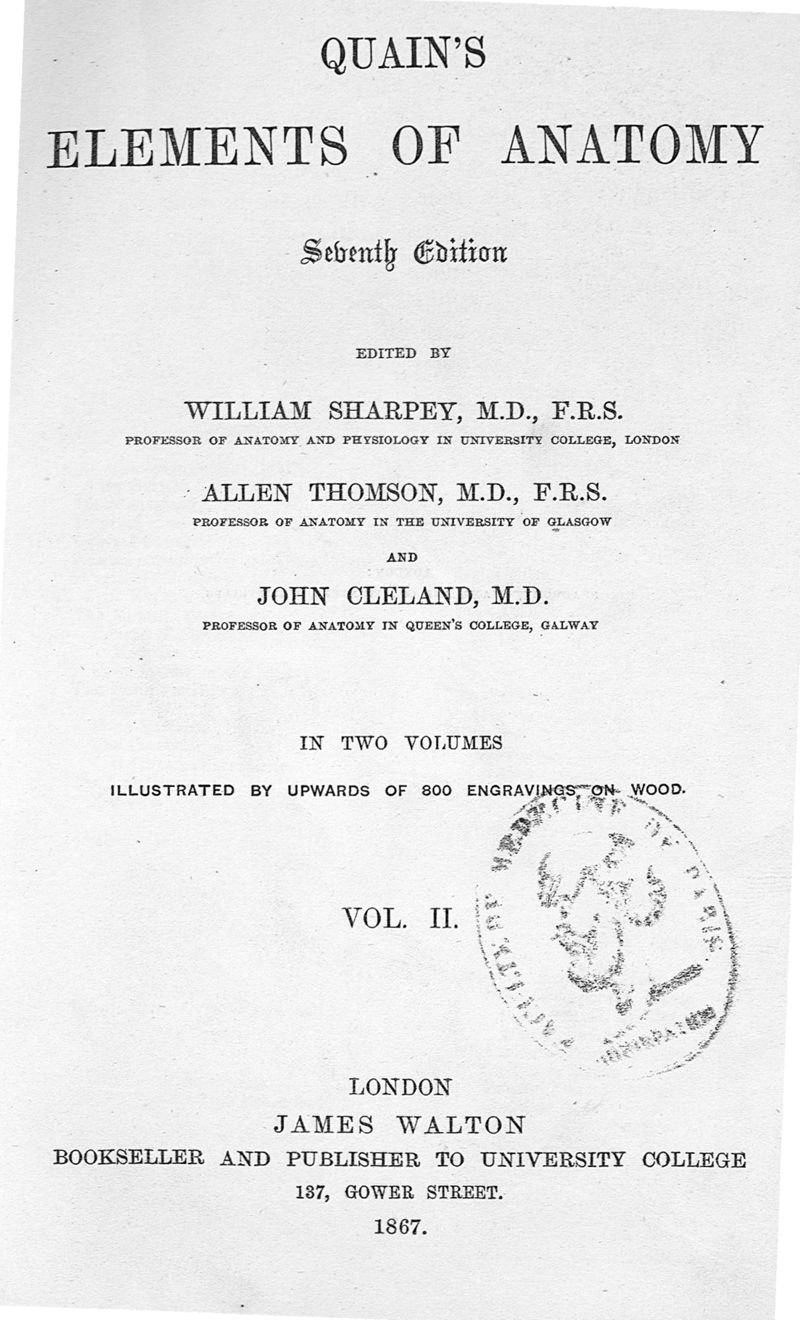 QUAIN'S
ELEMENTS OF ANATOMY
Seventh Edition
EDITED BY
WILLIAM SHARPEY, M.D., F.R.S.
PROFESSOR OF ANATOMY AND PHYSIOLOGY IN UNIVERSITY COLLEGE, LONDON
ALLEN THOMSON, M.D., F.R.S.
PROFESSOR OF ANATOMY IN THE UNIVERSITY OF GLASGOW
AND
JOHN CLELAND, M.D.
PROFESSOR OF ANATOMY IN QUEEN'S COLLEGE, GALWAY
IN TWO VOLUMES
ILLUSTRATED BY UPWARDS OF 800 ENGRAVINGS ON WOOD.
VOL. II.
LONDON
JAMES WALTON
BOOKSELLER AND PUBLISHER TO UNIVERSITY COLLEGE
137, GOWER STREET.
1867.